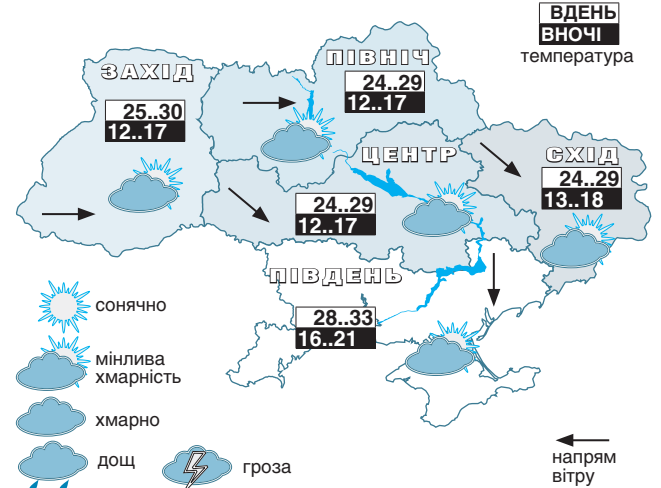 ВДЕНЬ
ВНОЧІ
температура
ЗАХІД
25..30
12..17
ПІВНІЧ
24..29
12..17
ЦЕНТР
24..29
12..17
СХІД
24..29
13..18
ПІВДЕНЬ
28..33
16..21
сонячно
мінлива
хмарність
хмарно
дощ
гроза
напрям
вітру